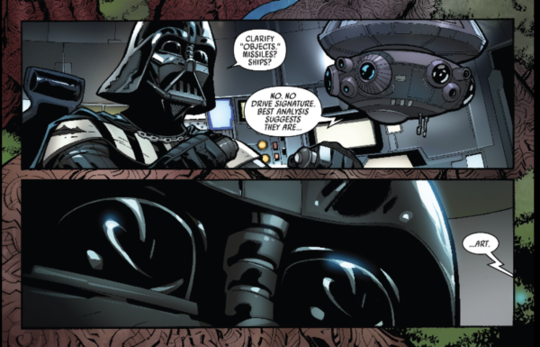 CLARIFY
"OBJECTS."
MISSILES?
SHIPS?
NO. NO
DRIVE SIGNATURE.
BEST ANALYSIS
SUGGESTS
THEY ARE...
...ART.